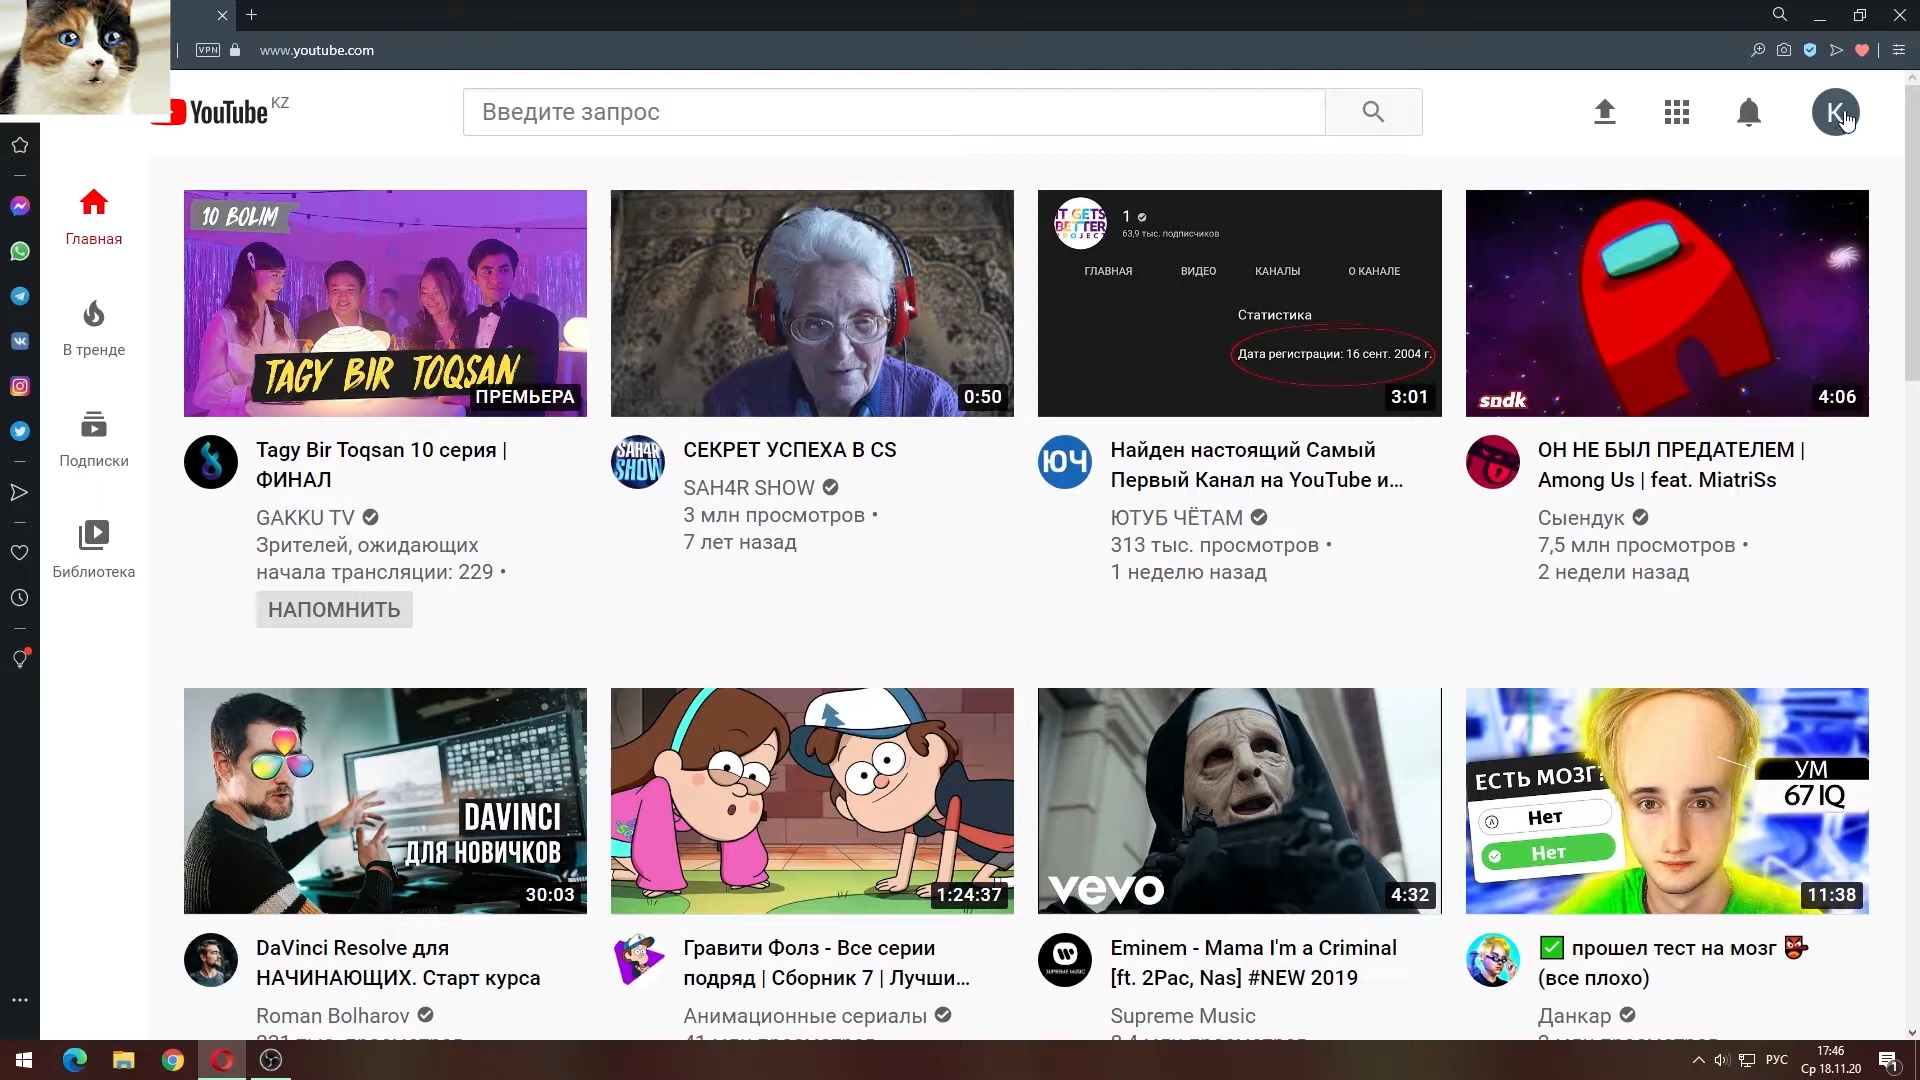 VPN
www.youtube.com
YouTube KZ
Введите запрос
K
Главная
В тренде
Подписки
Библиотека
10 BOLIM
TAGY BIR TOQSAN
ПРЕМЬЕРА
Tagy Bir Toqsan 10 серия |
ФИНАЛ
GAKKU TV
Зрителей, ожидающих
начала трансляции: 229 •
НАПОМНИТЬ
0:50
SAH4R
SHOW
СЕКРЕТ УСПЕХА В CS
SAH4R SHOW
3 млн просмотров •
7 лет назад
IT GETS
BETTER
PROJECT
1
63,9 тыс. подписчиков
ГЛАВНАЯ
ВИДЕО
КАНАЛЫ
О КАНАЛЕ
Статистика
Дата регистрации: 16 сент. 2004 г.
3:01
ЮЧ
Найден настоящий Самый
Первый Канал на YouTube и...
ЮТУБ ЧЁТАМ
313 тыс. просмотров •
1 неделю назад
sndk
4:06
ОН НЕ БЫЛ ПРЕДАТЕЛЕМ |
Among Us | feat. MiatriSs
Сыендук
7,5 млн просмотров •
2 недели назад
DAVINCI
ДЛЯ НОВИЧКОВ
30:03
DaVinci Resolve для
НАЧИНАЮЩИХ. Старт курса
Roman Bolharov
1:24:37
Гравити Фолз - Все серии
подряд | Сборник 7 | Лучши...
Анимационные сериалы
vevo
4:32
SUPREME MUSIC
Eminem - Mama I'm a Criminal
[ft. 2Pac, Nas] #NEW 2019
Supreme Music
ЕСТЬ МОЗГ?
Нет
Нет
УМ
67 IQ
11:38
прошел тест на мозг
(все плохо)
Данкар
РУС
17:46
Ср 18.11.20
1